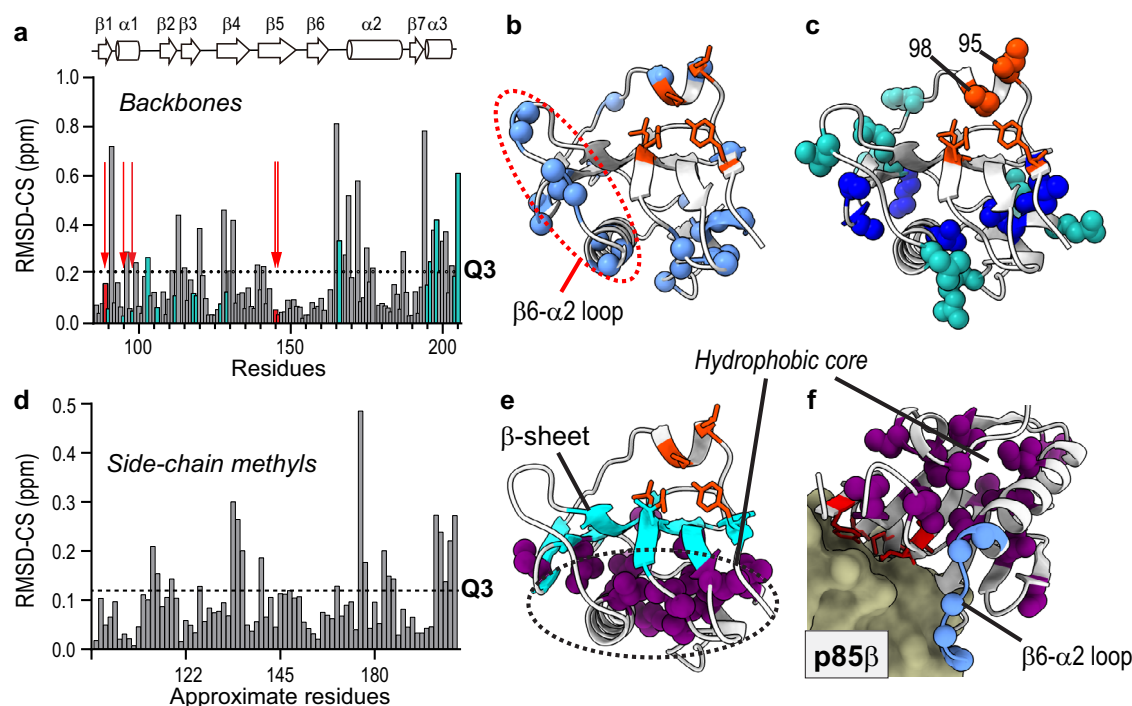 a
β1 α1 β2 β3 β4 β5 β6 α2 β7 α3
Backbones
RMSD-CS (ppm)
1.0
0.8
0.6
0.4
0.2
0.0
Q3
100 150 200
Residues
b
β6-α2 loop
c
98 95
d
Side-chain methyls
RMSD-CS (ppm)
0.5
0.4
0.3
0.2
0.1
0.0
Q3
122 145 180
Approximate residues
Hydrophobic core
e
β-sheet
f
p85β
β6-α2 loop